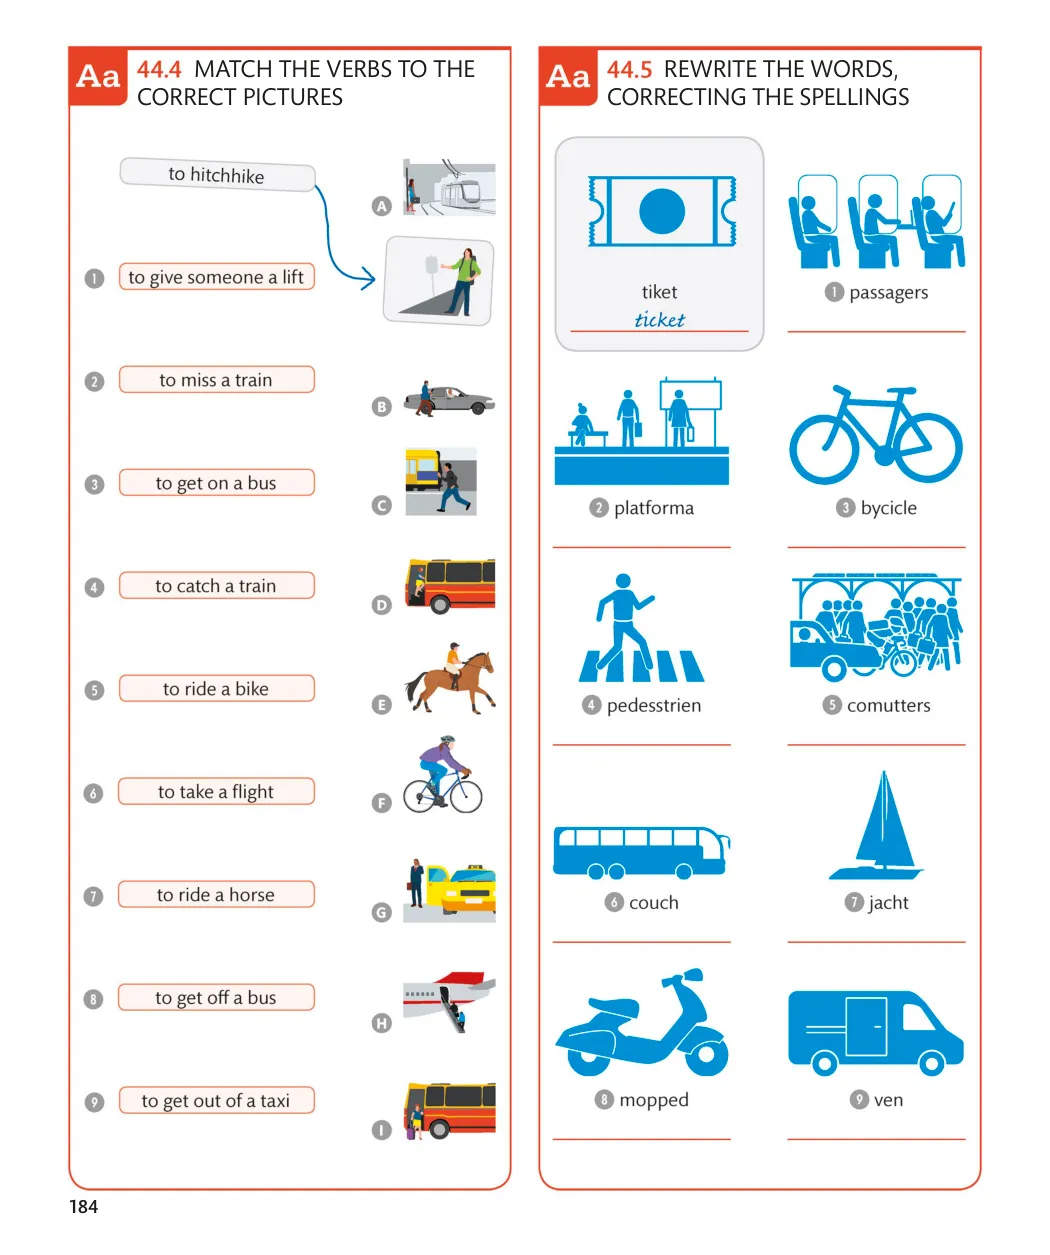 Aa 44.4 MATCH THE VERBS TO THE
CORRECT PICTURES
to hitchhike
A
1 to give someone a lift
2 to miss a train
B
3 to get on a bus
C
4 to catch a train
D
5 to ride a bike
E
6 to take a flight
F
7 to ride a horse
G
8 to get off a bus
H
9 to get out of a taxi
I
184
Aa 44.5 REWRITE THE WORDS,
CORRECTING THE SPELLINGS
tiket
ticket
1 passagers
2 platforma
3 bycicle
4 pedesstrien
5 comutters
6 couch
7 jacht
8 mopped
9 ven